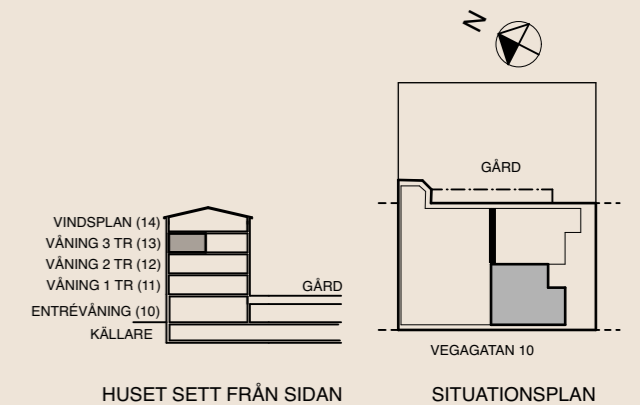 N
GÅRD
VINDSPLAN (14)
VÅNING 3 TR (13)
VÅNING 2 TR (12)
VÅNING 1 TR (11)
GÅRD
ENTRÉVÅNING (10)
KÄLLARE
VEGAGATAN 10
HUSET SETT FRÅN SIDAN
SITUATIONSPLAN